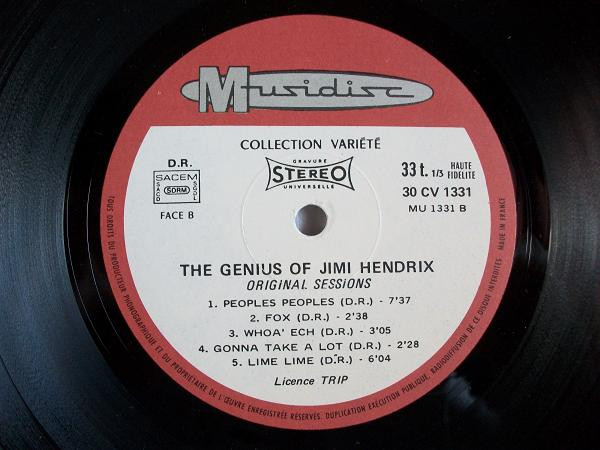 Musidisc
COLLECTION VARIÉTÉ
D.R.
SACEM
SACD SDRM SGDL
FACE B
GRAVURE
STEREO
UNIVERSELLE
33 t. 1/3 HAUTE FIDELITE
30 CV 1331
MU 1331 B
THE GENIUS OF JIMI HENDRIX
ORIGINAL SESSIONS
1. PEOPLES PEOPLES (D.R.) - 7'37
2. FOX (D.R.) - 2'38
3. WHOA' ECH (D.R.) - 3'05
4. GONNA TAKE A LOT (D.R.) - 2'28
5. LIME LIME (D.R.) - 6'04
Licence TRIP
TOUS DROITS DU PRODUCTEUR PHONOGRAPHIQUE ET DU PROPRIÉTAIRE DE L'ŒUVRE ENREGISTRÉE RÉSERVÉS. DUPLICATION EXÉCUTION PUBLIQUE, RADIODIFFUSION DE CE DISQUE INTERDITES. MADE IN FRANCE